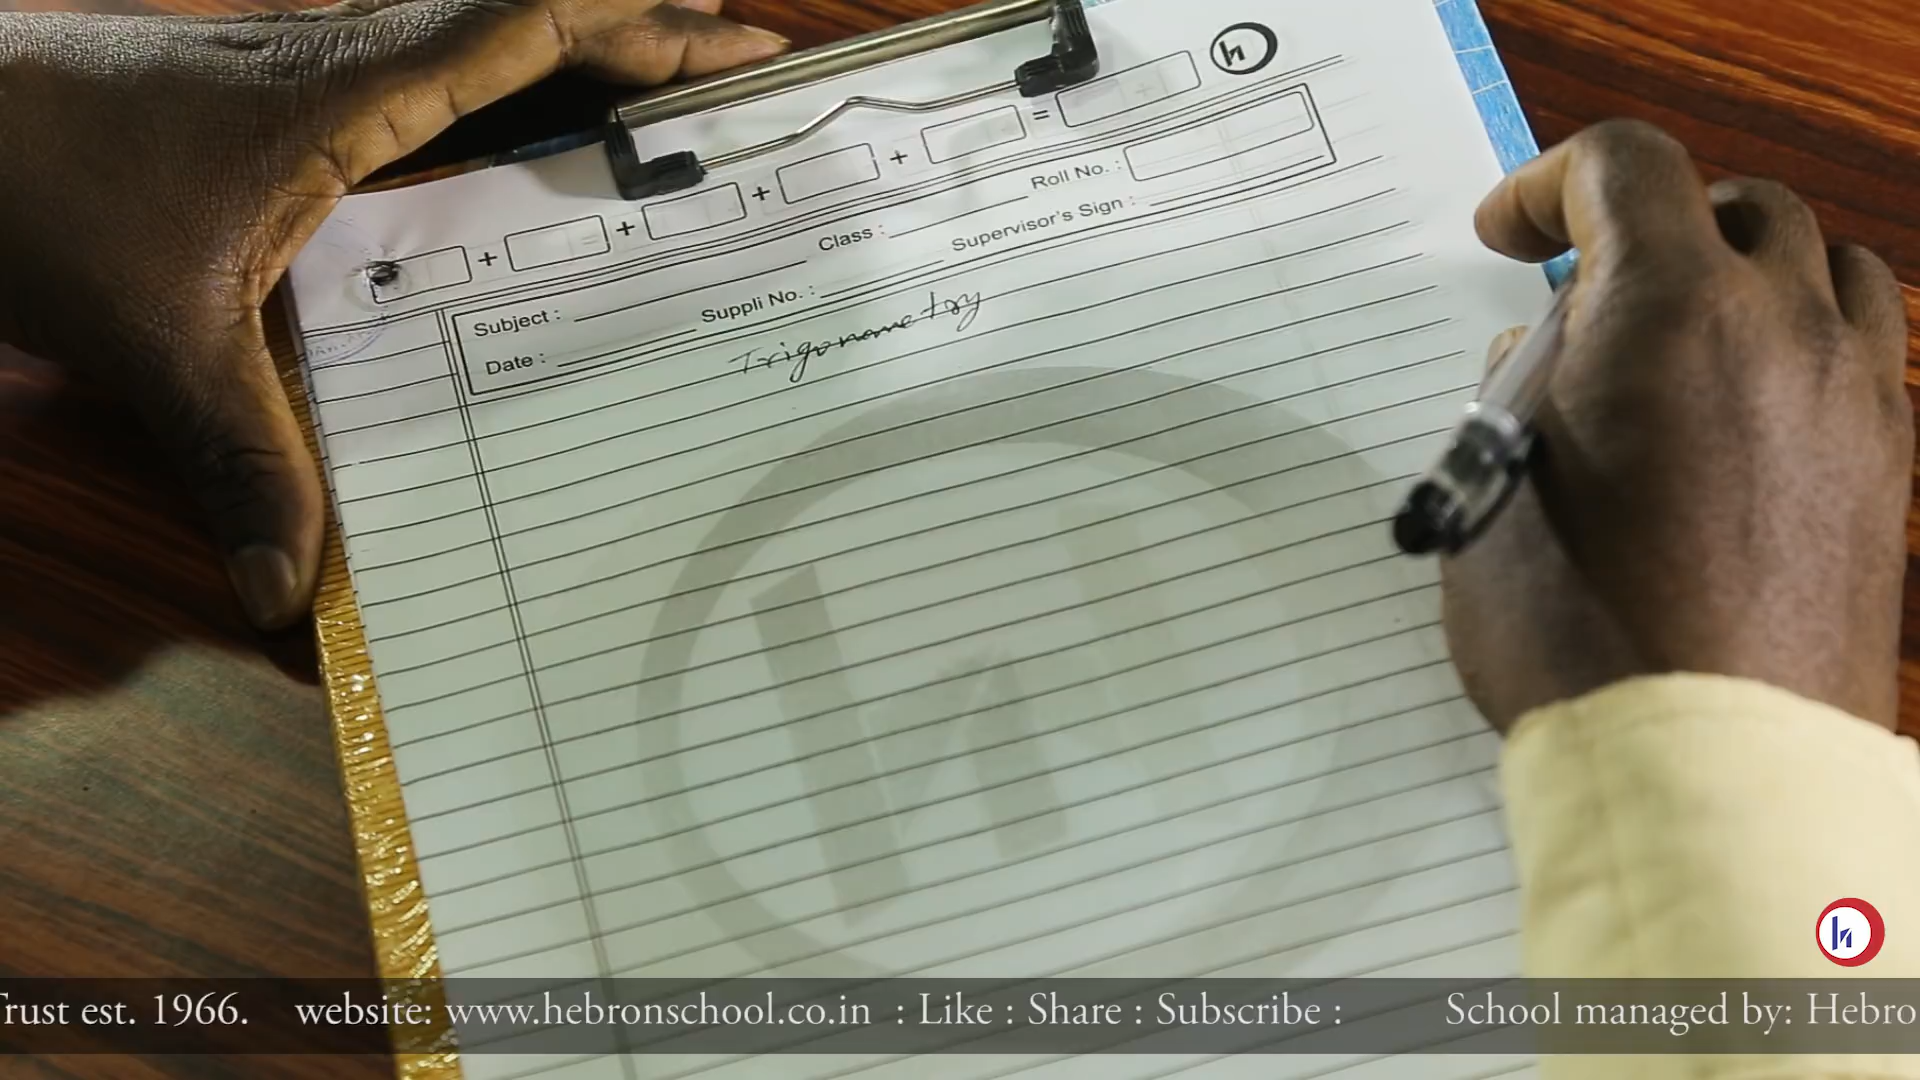 + + + + =
Class : Roll No. :
Subject :
Suppli No. : Supervisor's Sign :
Date :
Trigonometry
Trust est. 1966. website: www.hebronschool.co.in : Like : Share : Subscribe : School managed by: Hebro